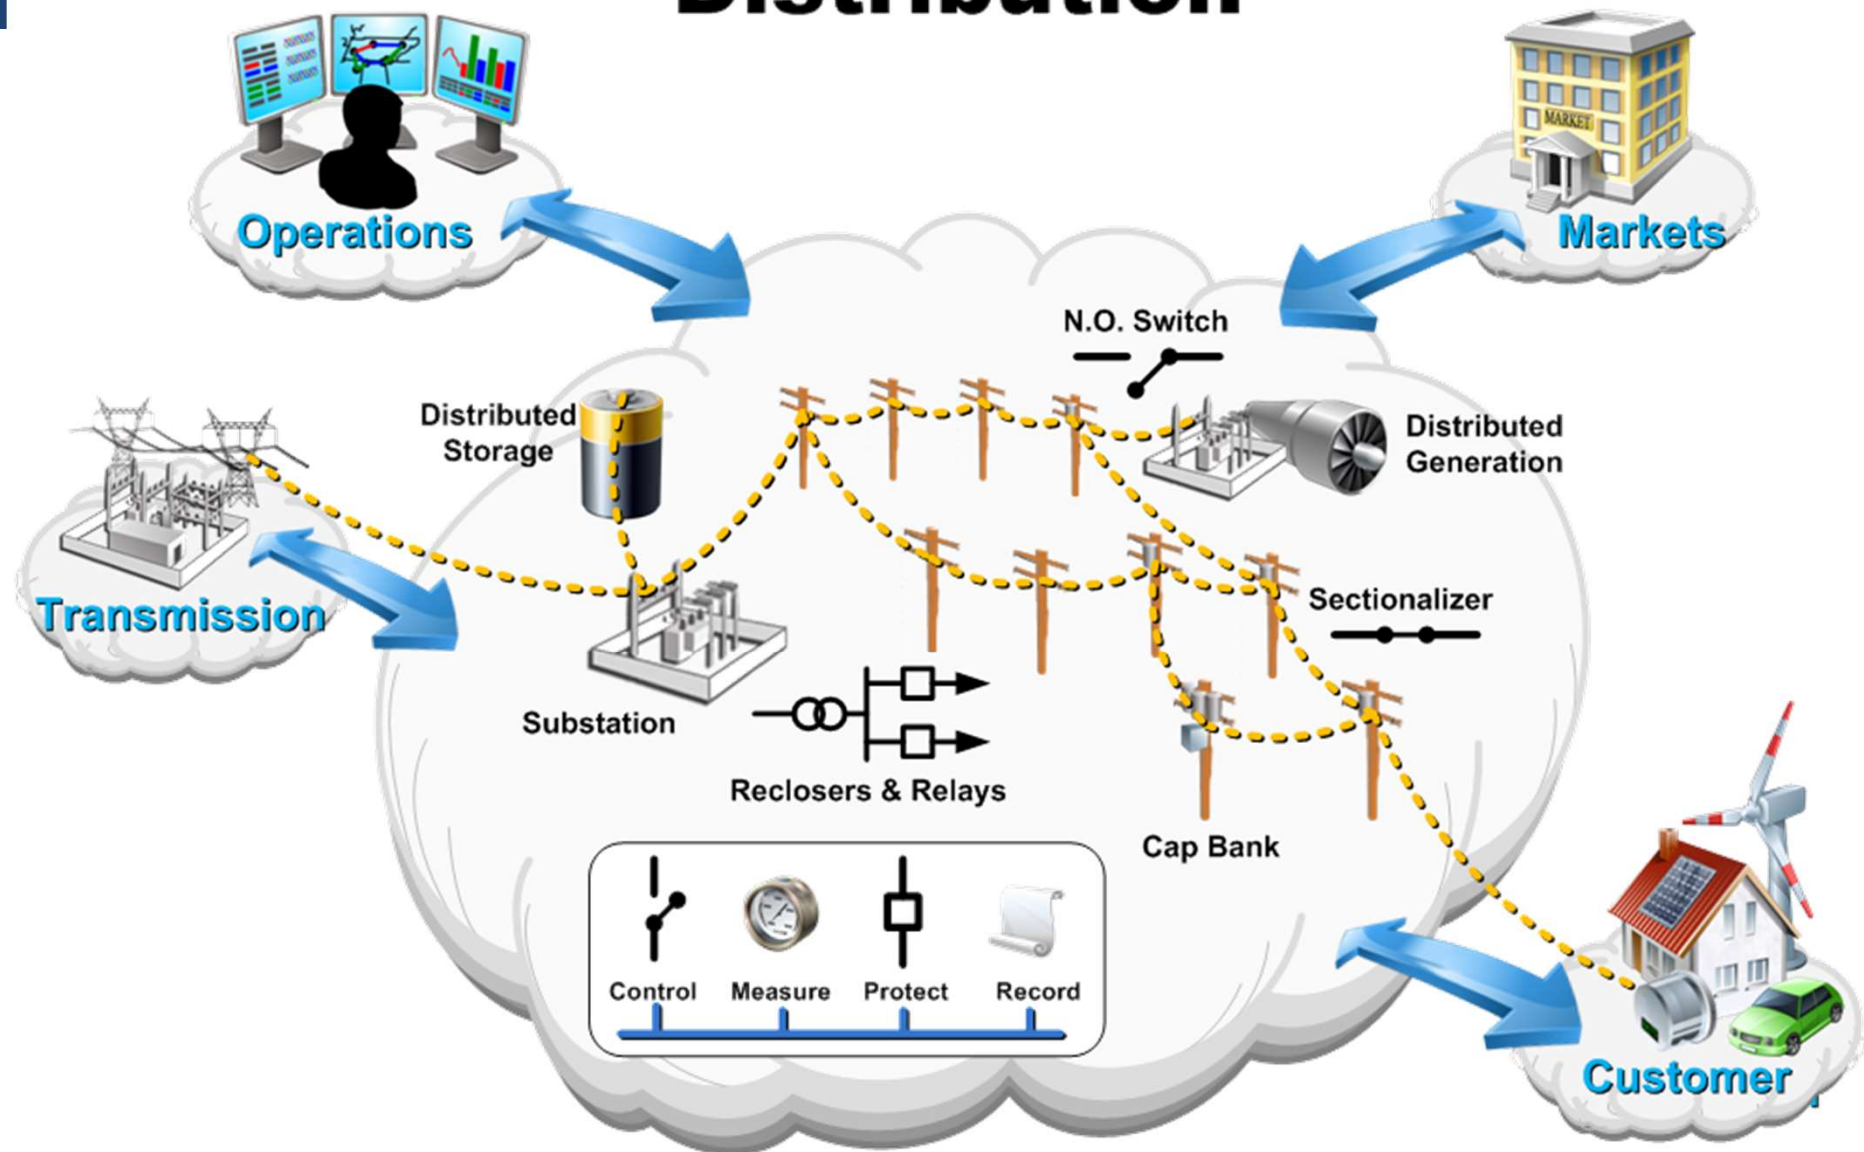 Distribution
MARKET
Operations
Markets
N.O. Switch
Distributed
Storage
Distributed
Generation
Transmission
Sectionalizer
Substation
Reclosers & Relays
Cap Bank
Control
Measure
Protect
Record
Customer